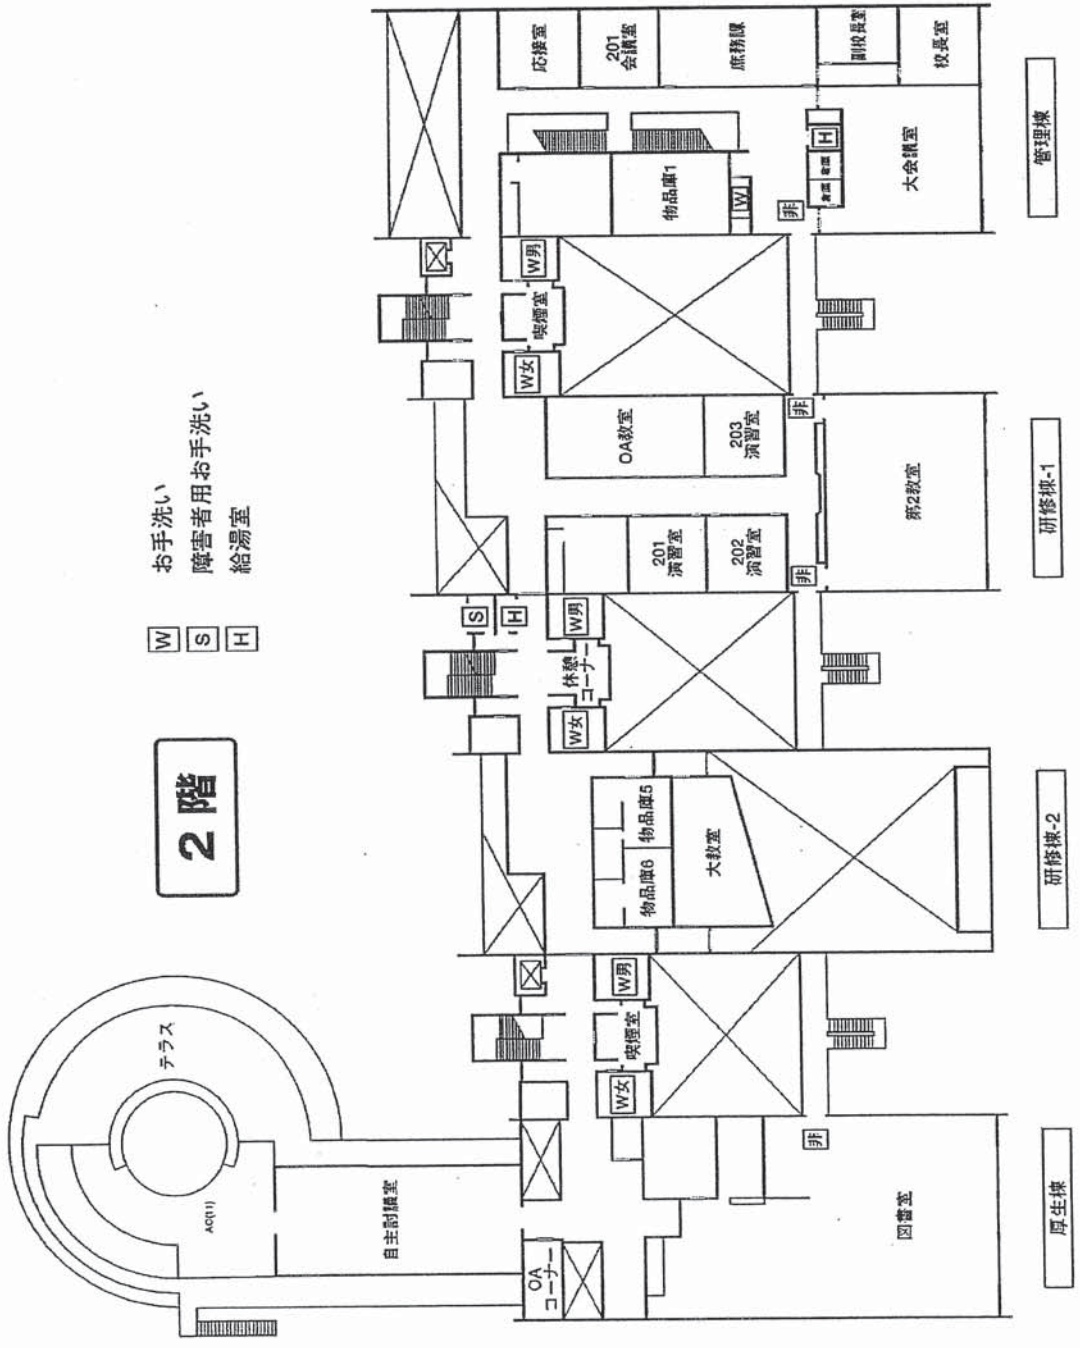 2階
W お手洗い
S 障害者用お手洗い
H 給湯室
テラス
AC(11)
自主討議室
OA
コーナー
図書室
非
W女
喫煙室
W男
物品庫6
物品庫5
大教室
W女
休憩
コーナー
W男
S
H
201
演習室
202
演習室
非
第2教室
OA教室
203
演習室
非
W女
喫煙室
W男
物品庫1
W
非
H
大会議室
応接室
201
会議室
庶務課
副校長室
校長室
厚生棟
研修棟-2
研修棟-1
管理棟